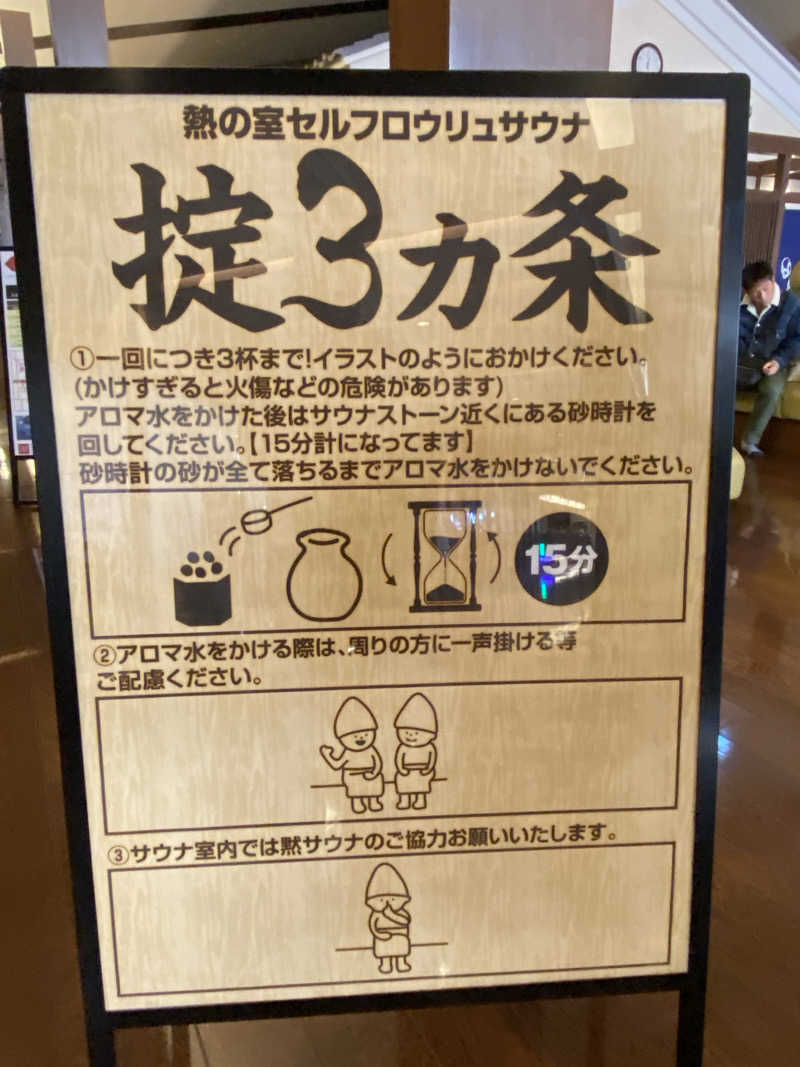 熱の室セルフロウリュサウナ
掟3カ条
①一回につき3杯まで!イラストのようにおかけください。
(かけすぎると火傷などの危険があります)
アロマ水をかけた後はサウナストーン近くにある砂時計を
回してください。【15分計になってます】
砂時計の砂が全て落ちるまでアロマ水をかけないでください。
15分
②アロマ水をかける際は、周りの方に一声掛ける等
ご配慮ください。
③サウナ室内では黙サウナのご協力お願いいたします。